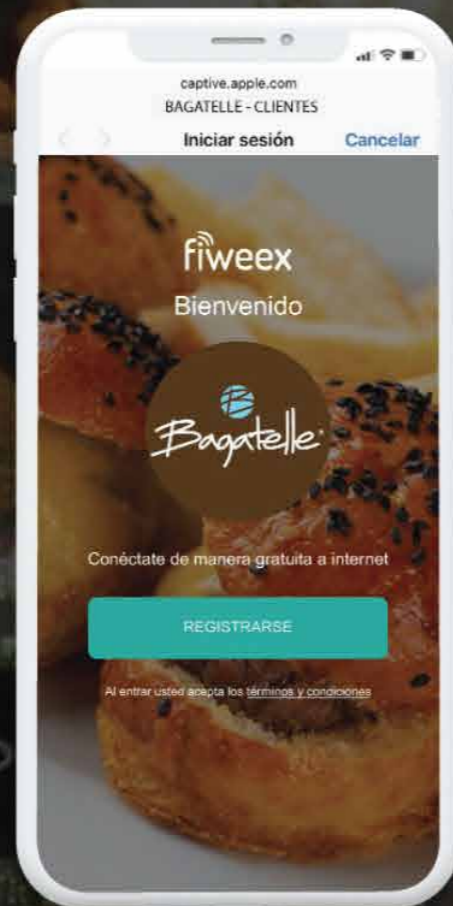 captive.apple.com
BAGATELLE - CLIENTES
Iniciar sesión
Cancelar
fiweex
Bienvenido
B
Bagatelle
Conéctate de manera gratuita a internet
REGISTRARSE
Al entrar usted acepta los términos y condiciones